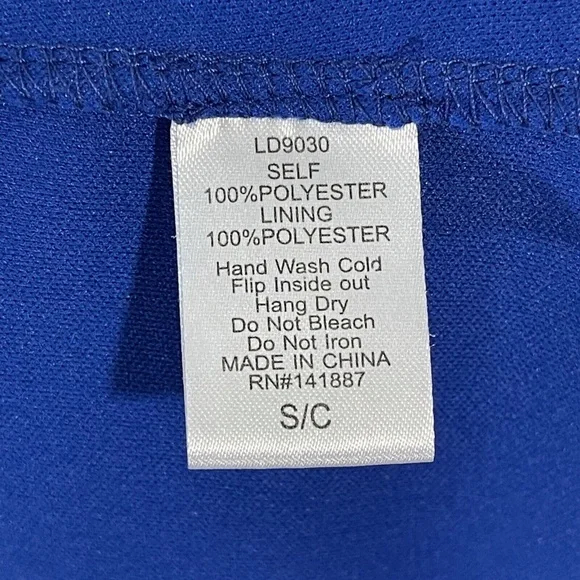 LD9030
SELF
100%POLYESTER
LINING
100%POLYESTER
Hand Wash Cold
Flip Inside out
Hang Dry
Do Not Bleach
Do Not Iron
MADE IN CHINA
RN#141887
S/C